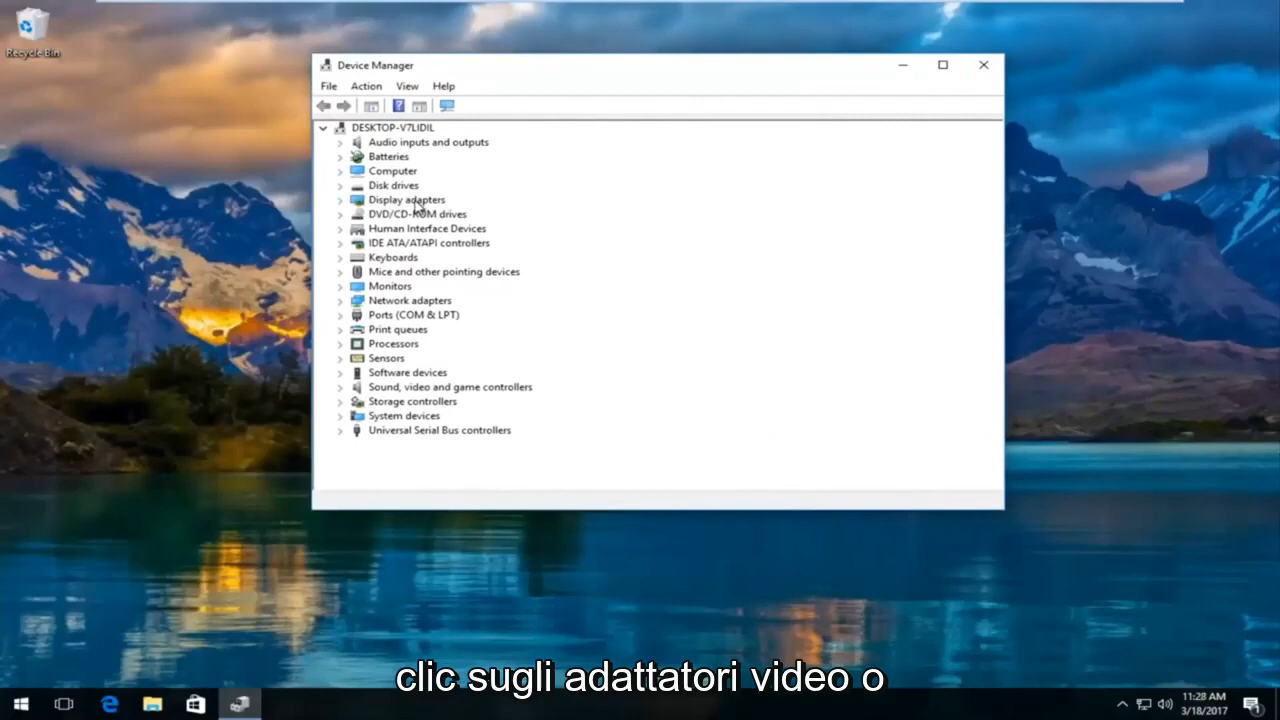 Recycle Bin
Device Manager
File Action View Help
DESKTOP-V7LIDIL
Audio inputs and outputs
Batteries
Computer
Disk drives
Display adapters
DVD/CD-ROM drives
Human Interface Devices
IDE ATA/ATAPI controllers
Keyboards
Mice and other pointing devices
Monitors
Network adapters
Ports (COM & LPT)
Print queues
Processors
Sensors
Software devices
Sound, video and game controllers
Storage controllers
System devices
Universal Serial Bus controllers
clic sugli adattatori video o
11:28 AM
3/18/2017
1